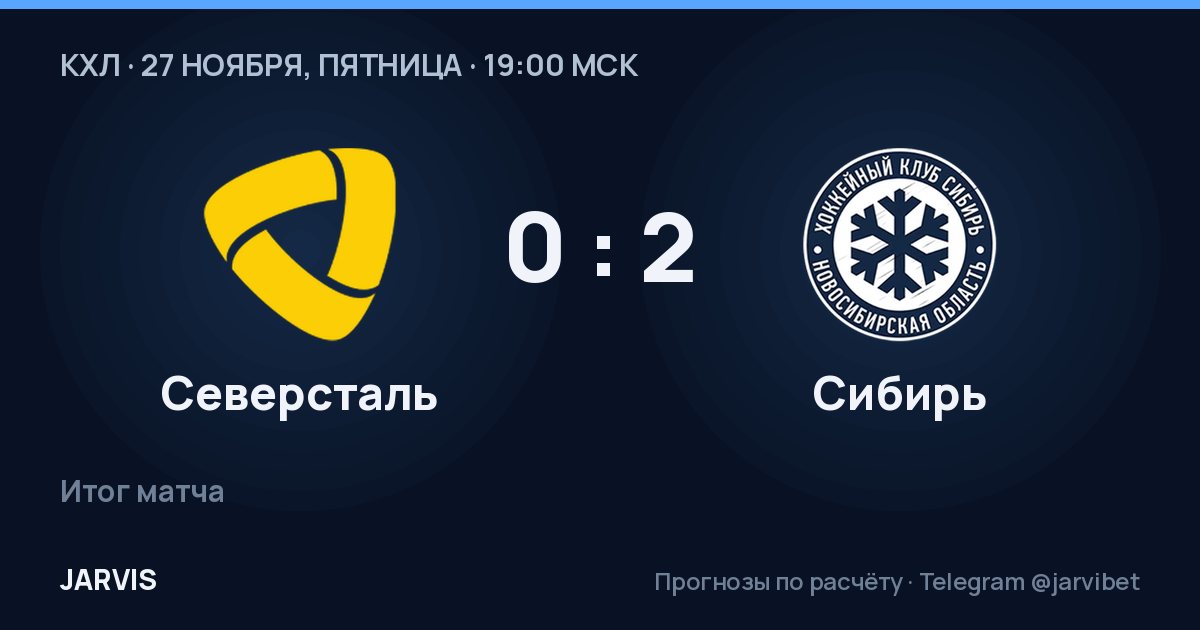 КХЛ · 27 НОЯБРЯ, ПЯТНИЦА · 19:00 МСК
ХОККЕЙНЫЙ КЛУБ СИБИРЬ
• НОВОСИБИРСКАЯ ОБЛАСТЬ •
0 : 2
Северсталь
Сибирь
Итог матча
JARVIS
Прогнозы по расчёту · Telegram @jarvibet